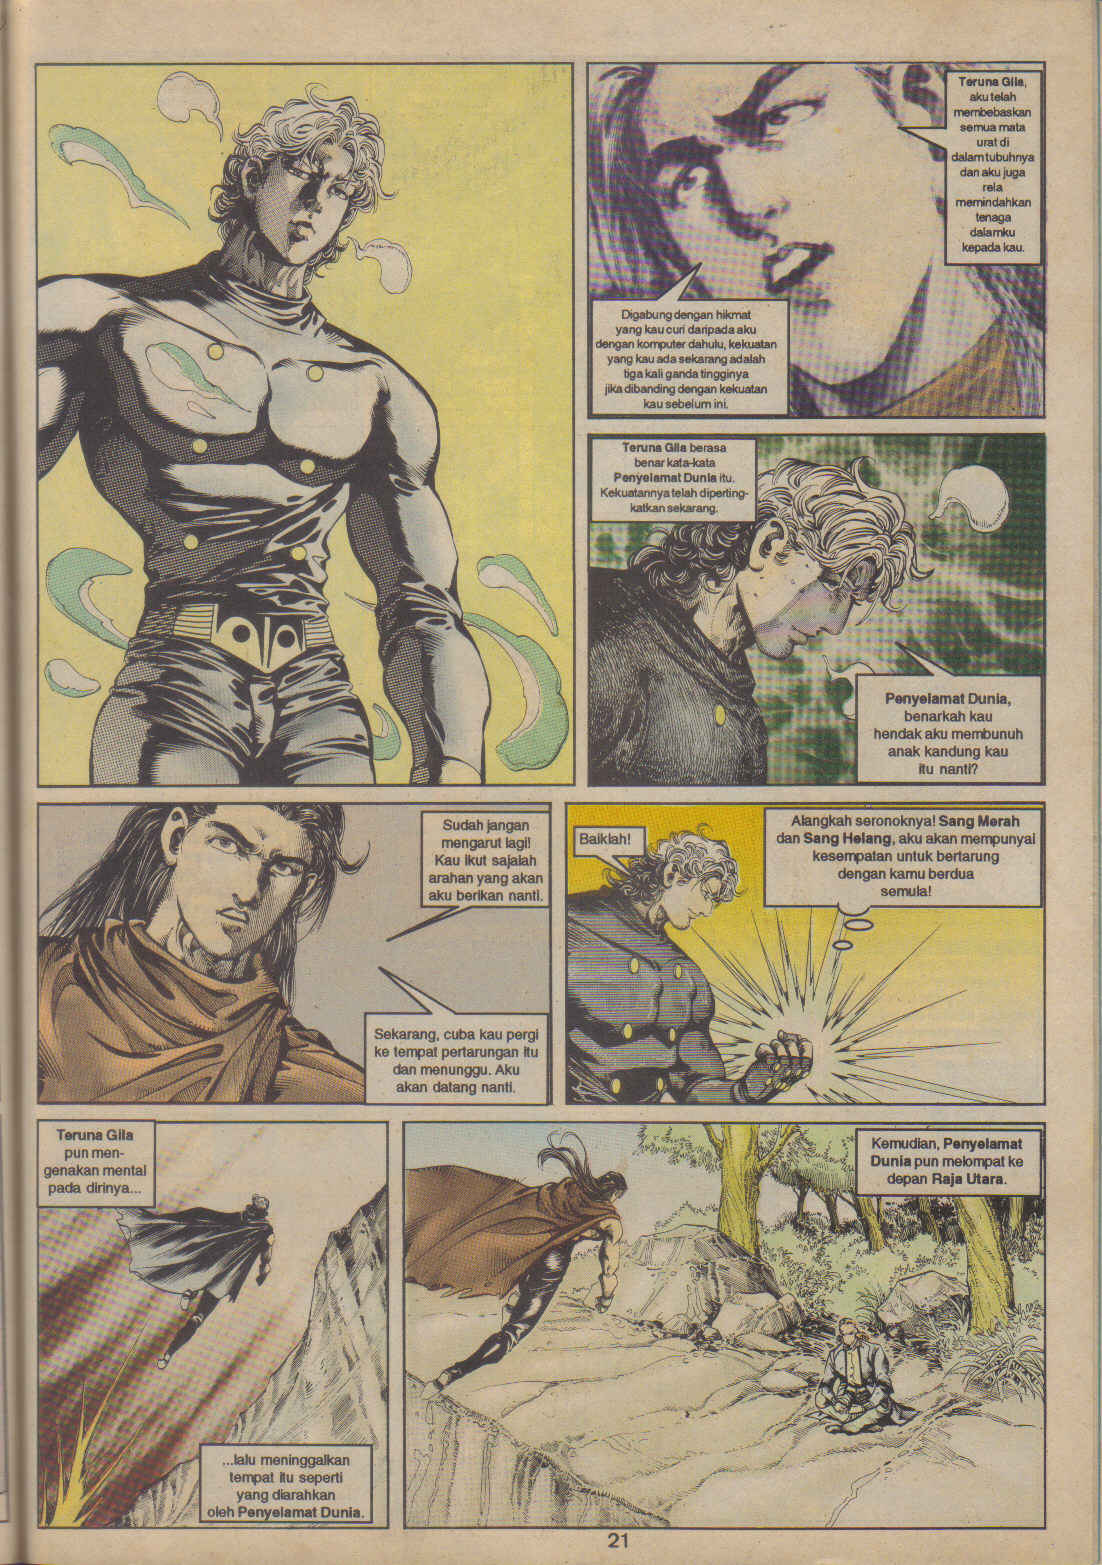 Teruna Gila,
aku telah
membebaskan
semua mata
urat di
dalam tubuhnya
dan aku juga
rela
memindahkan
tenaga
dalamku
kepada kau.
Digabung dengan hikmat
yang kau curi daripada aku
dengan komputer dahulu, kekuatan
yang kau ada sekarang adalah
tiga kali ganda tingginya
jika dibanding dengan kekuatan
kau sebelum ini.
Teruna Gila berasa
benar kata-kata
Penyelamat Dunia itu.
Kekuatannya telah diperting-
katkan sekarang.
Penyelamat Dunia,
benarkah kau
hendak aku membunuh
anak kandung kau
itu nanti?
Sudah jangan
mengarut lagi!
Kau ikut sajalah
arahan yang akan
aku berikan nanti.
Sekarang, cuba kau pergi
ke tempat pertarungan itu
dan menunggu. Aku
akan datang nanti.
Baiklah!
Alangkah seronoknya! Sang Merah
dan Sang Helang, aku akan mempunyai
kesempatan untuk bertarung
dengan kamu berdua
semula!
Teruna Gila
pun men-
genakan mental
pada dirinya...
...lalu meninggalkan
tempat itu seperti
yang diarahkan
oleh Penyelamat Dunia.
Kemudian, Penyelamat
Dunia pun melompat ke
depan Raja Utara.
21